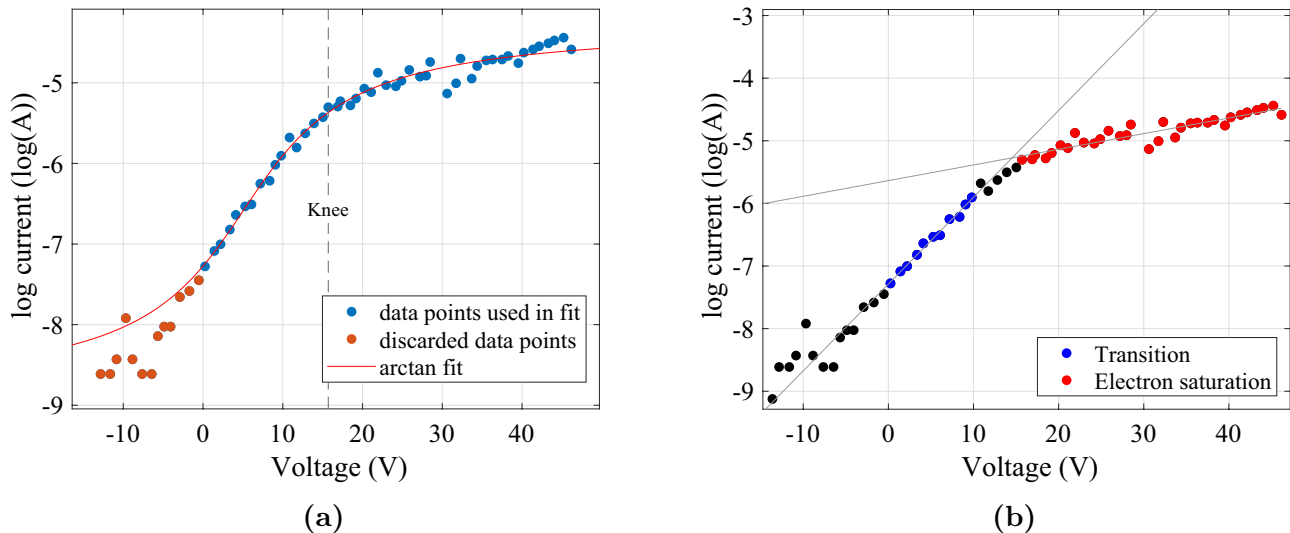 -5
-6
-7
-8
-9
log current (log(A))
Knee
data points used in fit
discarded data points
arctan fit
-10 0 10 20 30 40
Voltage (V)
(a)
-3
-4
-5
-6
-7
-8
-9
log current (log(A))
Transition
Electron saturation
-10 0 10 20 30 40
Voltage (V)
(b)